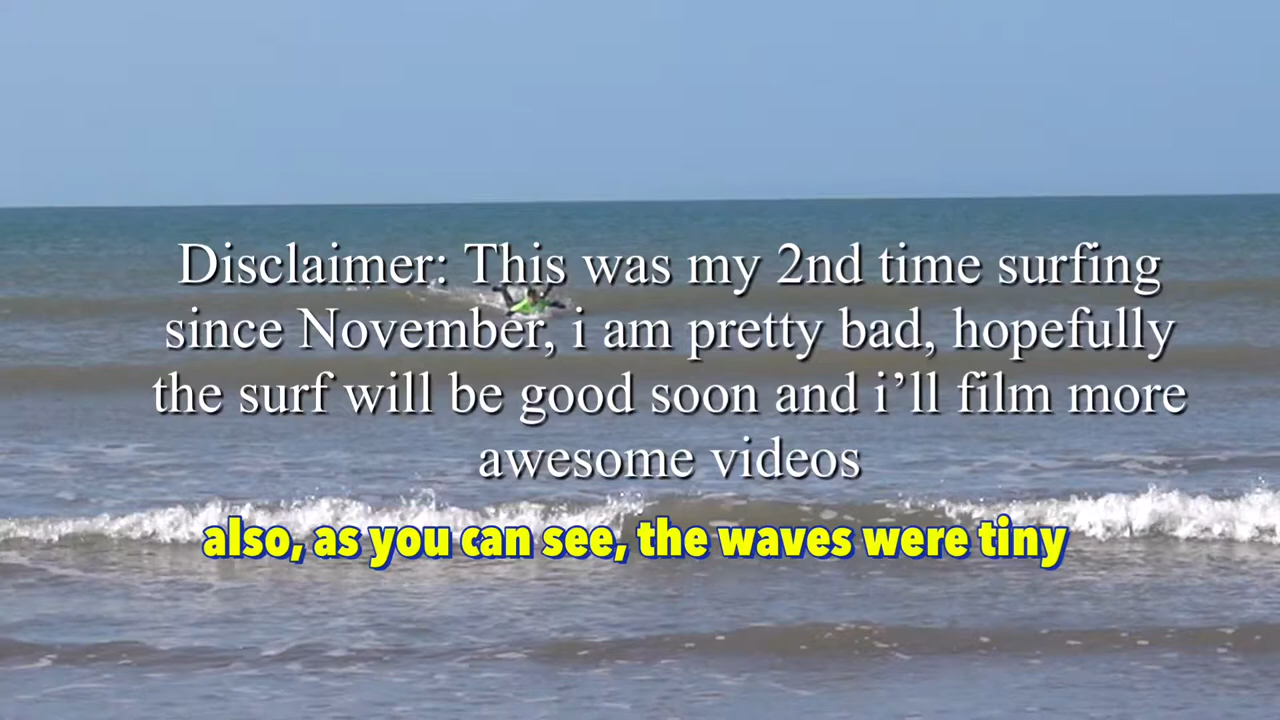 Disclaimer: This was my 2nd time surfing
since November, i am pretty bad, hopefully
the surf will be good soon and i’ll film more
awesome videos
also, as you can see, the waves were tiny